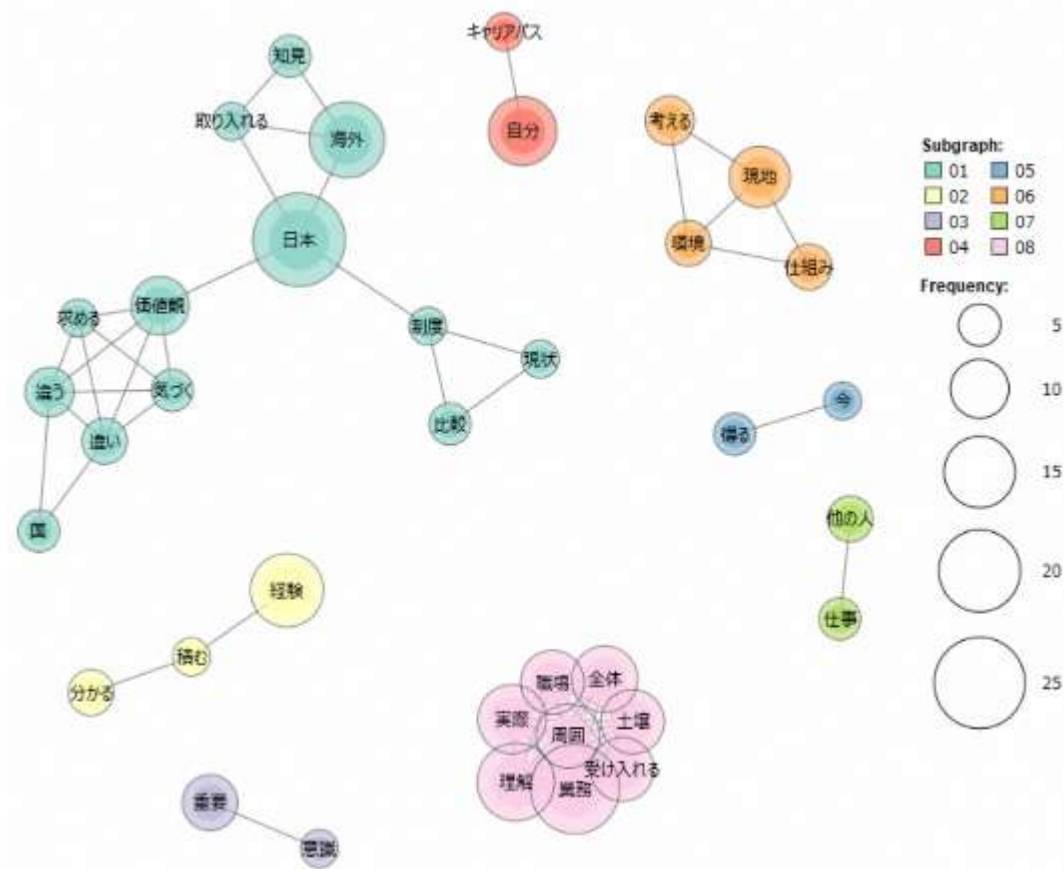 キャリアパス
知見
取り入れる
海外
自分
考える
現地
環境
仕組み
日本
価値観
求める
制度
現状
違う
気づく
比較
違い
国
今
得る
他の人
仕事
経験
積む
分かる
職場
全体
実際
周囲
土壌
受け入れる
理解
業務
重要
意識
Subgraph:
01 05
02 06
03 07
04 08
Frequency:
5
10
15
20
25